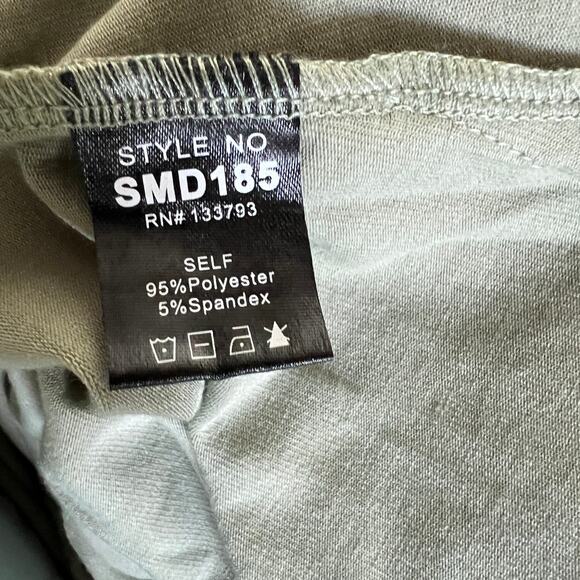 STYLE NO
SMD185
RN# 133793
SELF
95%Polyester
5%Spandex